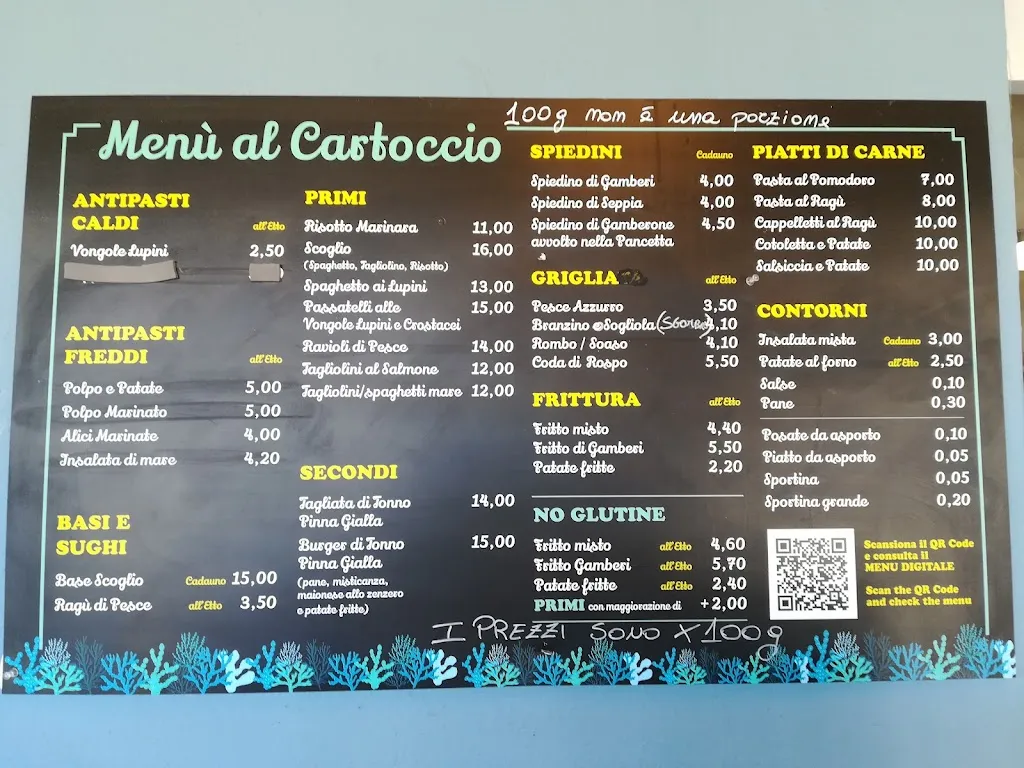 100g non è una porzione
Menù al Cartoccio
ANTIPASTI
CALDI all'Etto
Vongole Lupini 2,50
ANTIPASTI
FREDDI all'Etto
Polpo e Patate 5,00
Polpo Marinato 5,00
Alici Marinate 4,00
Insalata di mare 4,20
BASI E
SUGHI
Base Scoglio Cadauno 15,00
Ragù di Pesce all'Etto 3,50
PRIMI
Risotto Marinara 11,00
Scoglio 16,00
(Spaghetto, Tagliolino, Risotto)
Spaghetto ai Lupini 13,00
Passatelli alle 15,00
Vongole Lupini e Crostacei
Ravioli di Pesce 14,00
Tagliolini al Salmone 12,00
Tagliolini/spaghetti mare 12,00
SECONDI
Tagliata di Tonno 14,00
Pinna Gialla
Burger di Tonno 15,00
Pinna Gialla
(pane, misticanza,
maionese allo zenzero
e patate fritte)
SPIEDINI Cadauno
Spiedino di Gamberi 4,00
Spiedino di Seppia 4,00
Spiedino di Gamberone 4,50
avvolto nella Pancetta
GRIGLIA all'Etto
Pesce Azzurro 3,50
Branzino e Sogliola 4,10
Rombo / Soaso 4,10
Coda di Rospo 5,50
FRITTURA all'Etto
Fritto misto 4,40
Fritto di Gamberi 5,50
Patate fritte 2,20
NO GLUTINE
Fritto misto all'Etto 4,60
Fritto Gamberi all'Etto 5,70
Patate fritte all'Etto 2,40
PRIMI con maggiorazione di +2,00
PIATTI DI CARNE
Pasta al Pomodoro 7,00
Pasta al Ragù 8,00
Cappelletti al Ragù 10,00
Cotoletta e Patate 10,00
Salsiccia e Patate 10,00
CONTORNI
Insalata mista Cadauno 3,00
Patate al forno all'Etto 2,50
Salse 0,10
Pane 0,30
Posate da asporto 0,10
Piatto da asporto 0,05
Sportina 0,05
Sportina grande 0,20
Scansiona il QR Code
e consulta il
MENU DIGITALE
Scan the QR Code
and check the menu
I PREZZI SONO X 100g